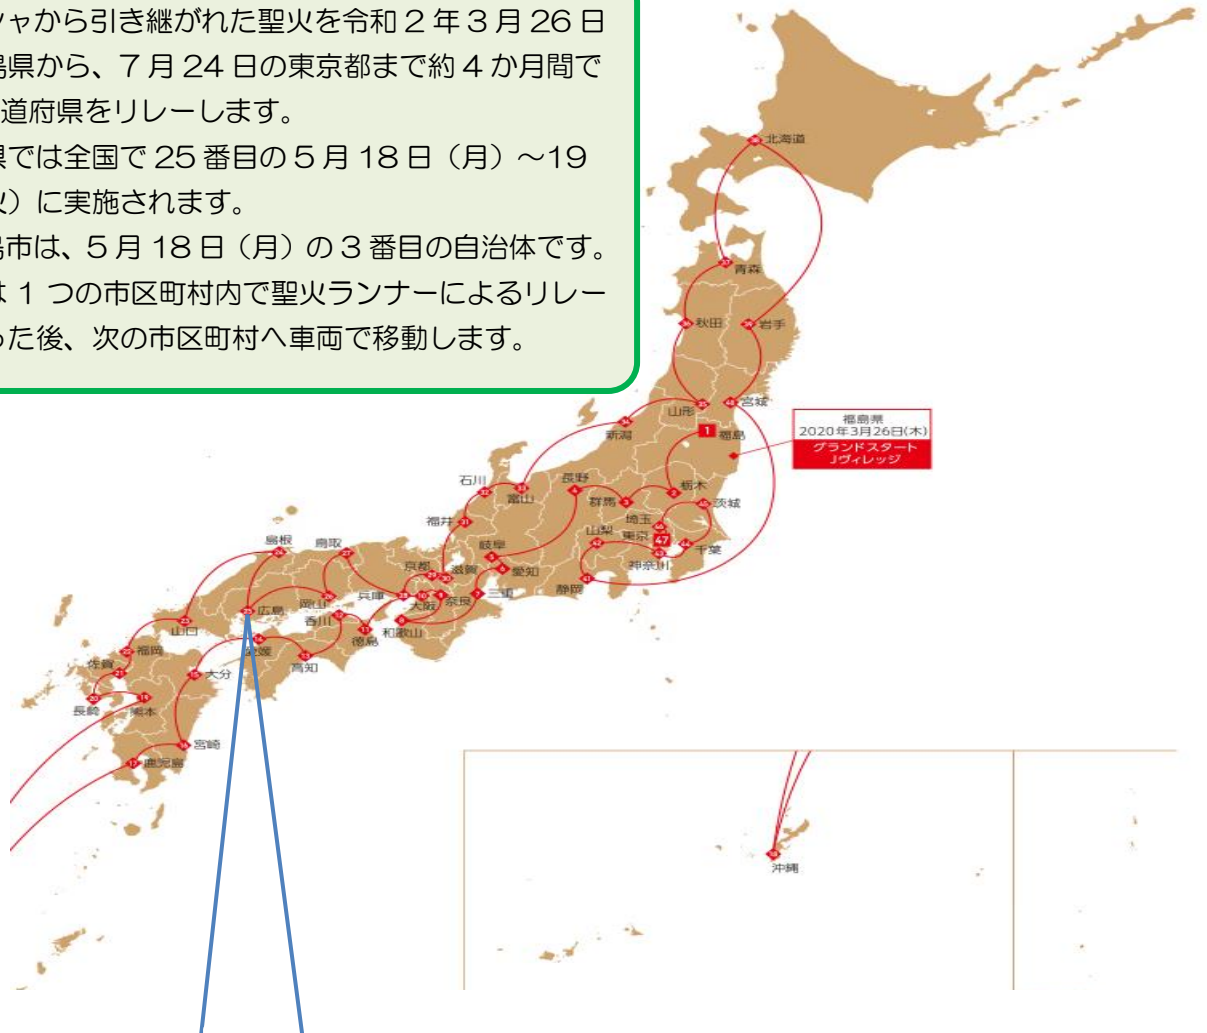 ャから引き継がれた聖火を令和2年3月26日
島県から、7月24日の東京都まで約4か月間で
道府県をリレーします。
県では全国で25番目の5月18日（月）～19
火）に実施されます。
島市は、5月18日（月）の3番目の自治体です。
は1つの市区町村内で聖火ランナーによるリレー
った後、次の市区町村へ車両で移動します。
北海道
37
青森
秋田
岩手
山形
宮城
新潟
1
福島
福島県
2020年3月26日(木)
グランドスタート
Jヴィレッジ
石川
富山
長野
群馬
栃木
茨城
福井
埼玉
山梨
東京
47
千葉
神奈川
岐阜
愛知
静岡
島根
鳥取
京都
滋賀
兵庫
大阪
奈良
三重
和歌山
広島
岡山
香川
徳島
山口
愛媛
高知
福岡
佐賀
大分
長崎
熊本
宮崎
17
鹿児島
沖縄